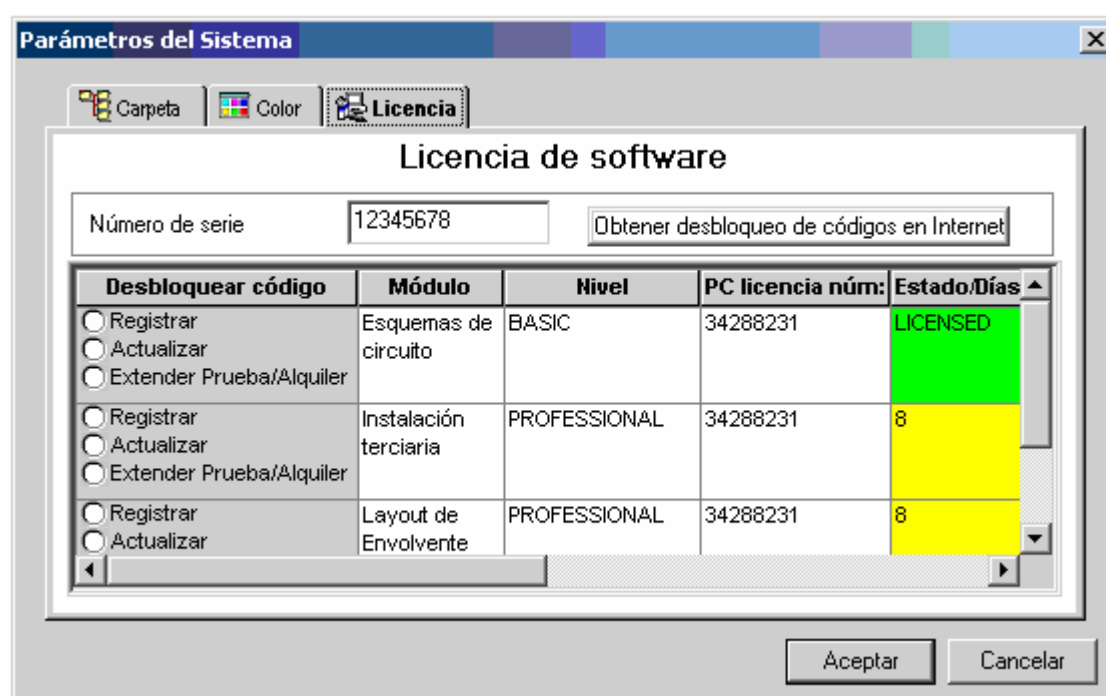 Parámetros del Sistema
Carpeta Color Licencia
Licencia de software
Número de serie 12345678 Obtener desbloqueo de códigos en Internet
Desbloquear código Módulo Nivel PC licencia núm: Estado/Días
Registrar Esquemas de BASIC 34288231 LICENSED
Actualizar circuito
Extender Prueba/Alquiler
Registrar Instalación PROFESSIONAL 34288231 8
Actualizar terciaria
Extender Prueba/Alquiler
Registrar Layout de PROFESSIONAL 34288231 8
Actualizar Envolvente
Aceptar Cancelar